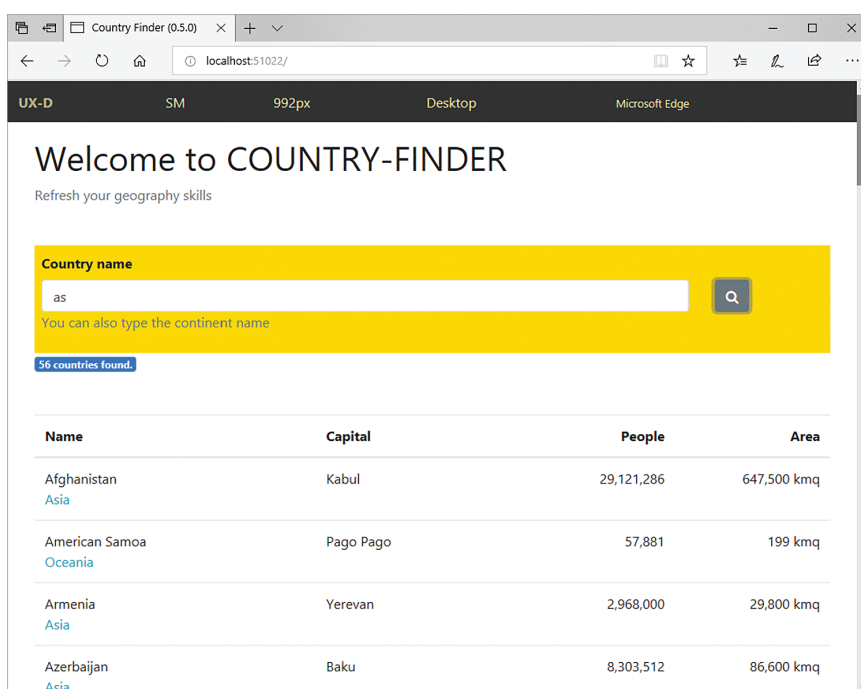 Country Finder (0.5.0)
localhost:51022/
UX-D SM 992px Desktop Microsoft Edge
Welcome to COUNTRY-FINDER
Refresh your geography skills
Country name
as
You can also type the continent name
56 countries found.
Name Capital People Area
Afghanistan Kabul 29,121,286 647,500 kmq
Asia
American Samoa Pago Pago 57,881 199 kmq
Oceania
Armenia Yerevan 2,968,000 29,800 kmq
Asia
Azerbaijan Baku 8,303,512 86,600 kmq
Asia